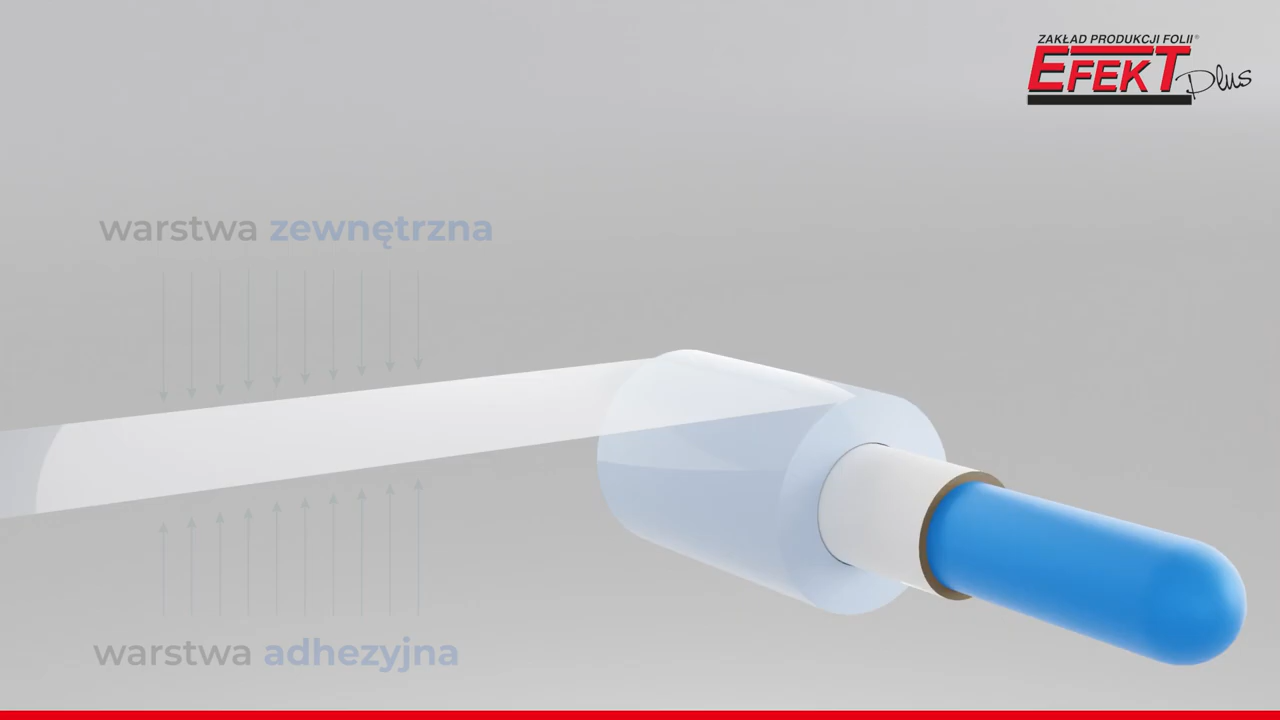 ZAKŁAD PRODUKCJI FOLII®
EFEKT Plus
warstwa zewnętrzna
warstwa adhezyjna